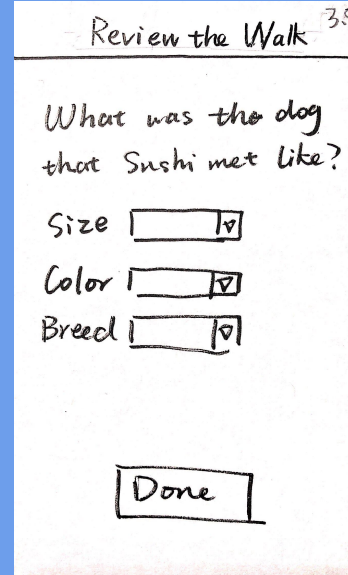 Review the Walk
What was the dog
that Sushi met like?
Size
Color
Breed
Done